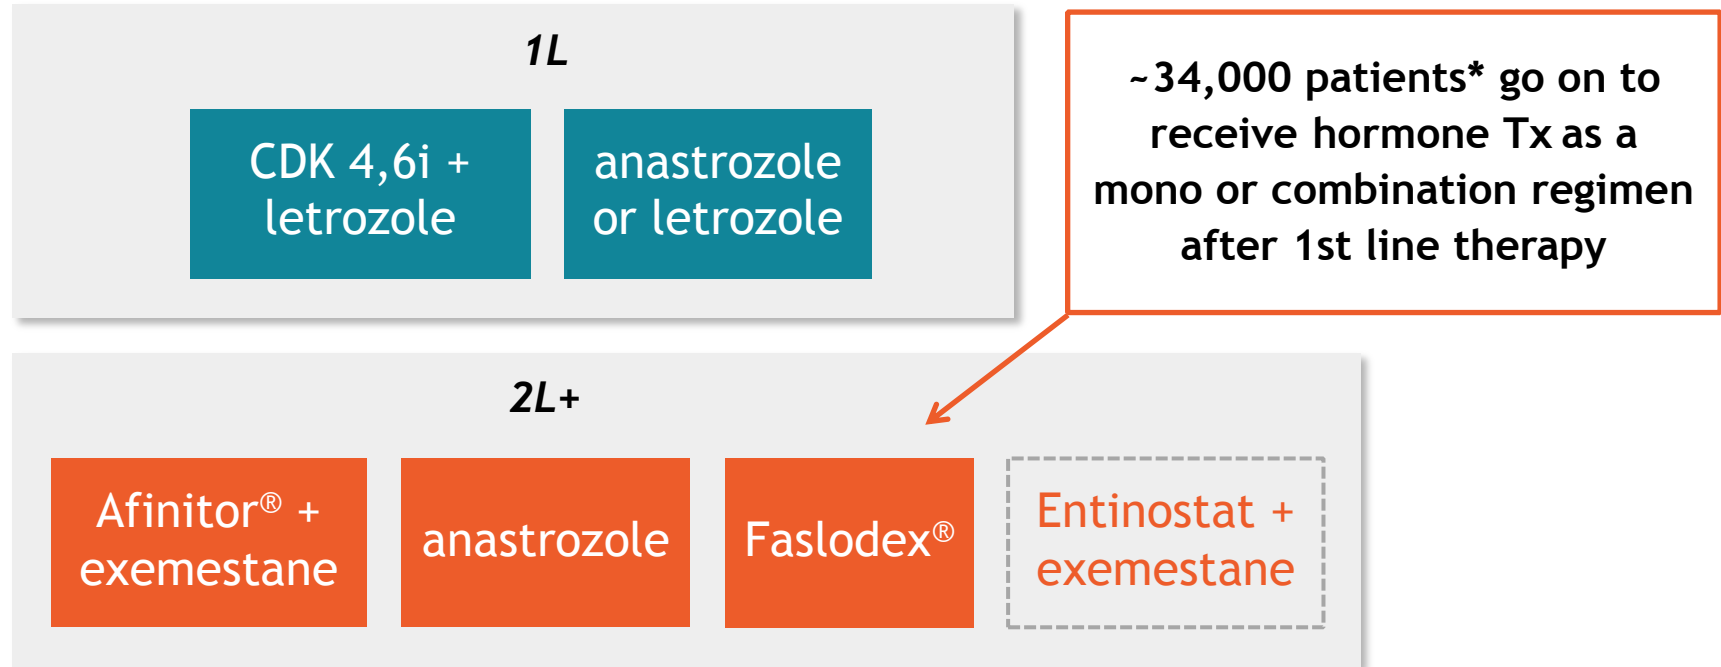 1L
CDK 4,6i +
letrozole
anastrozole
or letrozole
~34,000 patients* go on to
receive hormone Tx as a
mono or combination regimen
after 1st line therapy
2L+
Afinitor® +
exemestane
anastrozole
Faslodex®
Entinostat +
exemestane